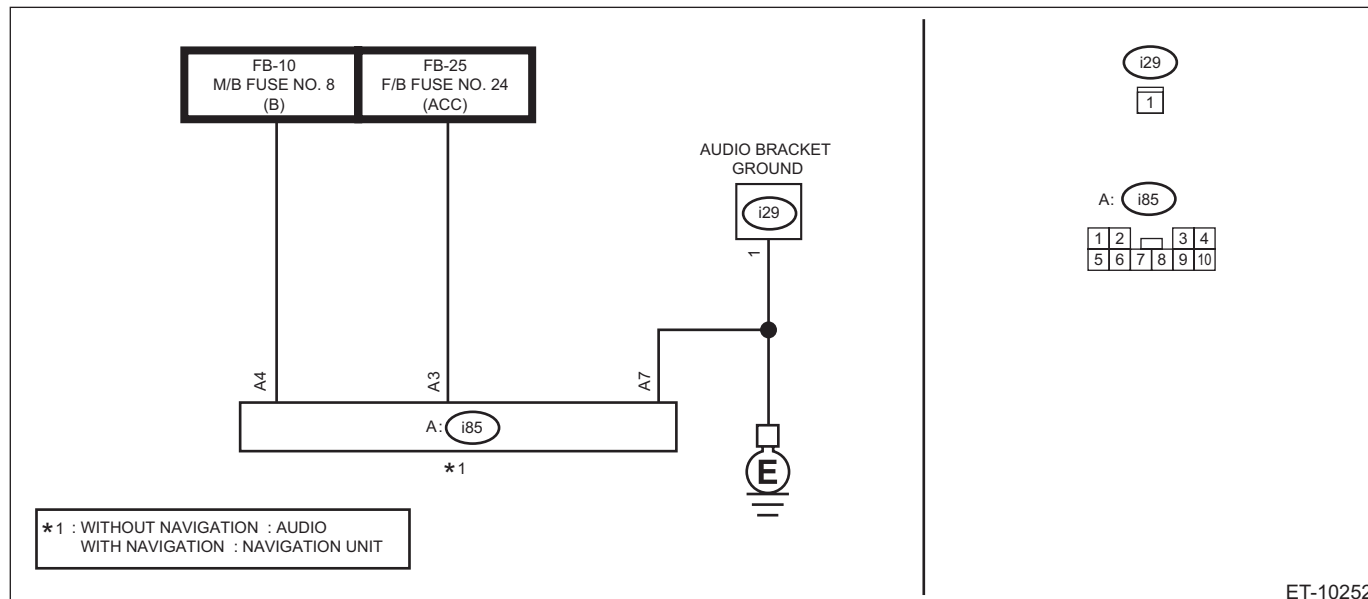 FB-10
M/B FUSE NO. 8
(B)
FB-25
F/B FUSE NO. 24
(ACC)
AUDIO BRACKET
GROUND
i29
1
A4
A3
A7
A: i85
*1
E
*1 : WITHOUT NAVIGATION : AUDIO
WITH NAVIGATION : NAVIGATION UNIT
i29
1
A: i85
1 2 3 4
5 6 7 8 9 10
ET-10252